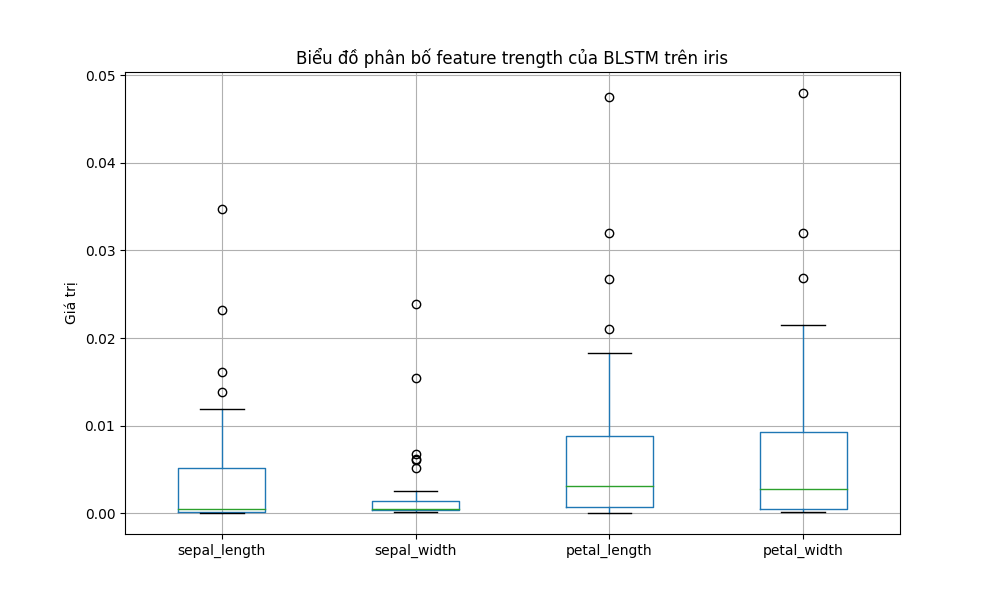 Biểu đồ phân bố feature trength của BLSTM trên iris
0.05
0.04
0.03
0.02
0.01
0.00
Giá trị
sepal_length sepal_width petal_length petal_width